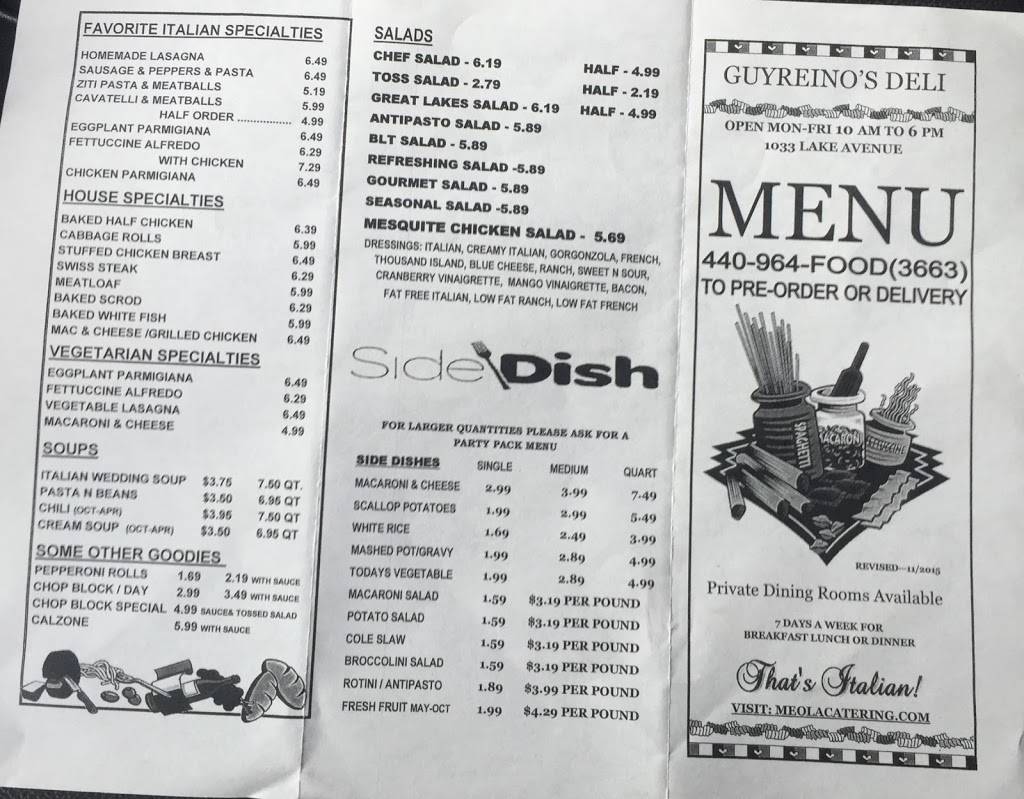 FAVORITE ITALIAN SPECIALTIES
HOMEMADE LASAGNA 6.49
SAUSAGE & PEPPERS & PASTA 6.49
ZITI PASTA & MEATBALLS 5.19
CAVATELLI & MEATBALLS 5.99
HALF ORDER .................. 4.99
EGGPLANT PARMIGIANA 6.49
FETTUCCINE ALFREDO 6.29
WITH CHICKEN 7.29
CHICKEN PARMIGIANA 6.49
HOUSE SPECIALTIES
BAKED HALF CHICKEN 6.39
CABBAGE ROLLS 5.99
STUFFED CHICKEN BREAST 6.49
SWISS STEAK 6.29
MEATLOAF 5.99
BAKED SCROD 6.29
BAKED WHITE FISH 5.99
MAC & CHEESE /GRILLED CHICKEN 6.49
VEGETARIAN SPECIALTIES
EGGPLANT PARMIGIANA 6.49
FETTUCCINE ALFREDO 6.29
VEGETABLE LASAGNA 6.49
MACARONI & CHEESE 4.99
SOUPS
ITALIAN WEDDING SOUP $3.75 7.50 QT.
PASTA N BEANS $3.50 6.95 QT
CHILI (OCT-APR) $3.95 7.50 QT
CREAM SOUP (OCT-APR) $3.50 6.95 QT
SOME OTHER GOODIES
PEPPERONI ROLLS 1.69 2.19 WITH SAUCE
CHOP BLOCK / DAY 2.99 3.49 WITH SAUCE
CHOP BLOCK SPECIAL 4.99 SAUCE& TOSSED SALAD
CALZONE 5.99 WITH SAUCE
SALADS
CHEF SALAD - 6.19 HALF - 4.99
TOSS SALAD - 2.79 HALF - 2.19
GREAT LAKES SALAD - 6.19 HALF - 4.99
ANTIPASTO SALAD - 5.89
BLT SALAD - 5.89
REFRESHING SALAD -5.89
GOURMET SALAD - 5.89
SEASONAL SALAD -5.89
MESQUITE CHICKEN SALAD - 5.69
DRESSINGS: ITALIAN, CREAMY ITALIAN, GORGONZOLA, FRENCH,
THOUSAND ISLAND, BLUE CHEESE, RANCH, SWEET N SOUR,
CRANBERRY VINAIGRETTE, MANGO VINAIGRETTE, BACON,
FAT FREE ITALIAN, LOW FAT RANCH, LOW FAT FRENCH
Side Dish
FOR LARGER QUANTITIES PLEASE ASK FOR A
PARTY PACK MENU
SIDE DISHES SINGLE MEDIUM QUART
MACARONI & CHEESE 2.99 3.99 7.49
SCALLOP POTATOES 1.99 2.99 5.49
WHITE RICE 1.69 2.49 3.99
MASHED POT/GRAVY 1.99 2.89 4.99
TODAYS VEGETABLE 1.99 2.89 4.99
MACARONI SALAD 1.59 $3.19 PER POUND
POTATO SALAD 1.59 $3.19 PER POUND
COLE SLAW 1.59 $3.19 PER POUND
BROCCOLINI SALAD 1.59 $3.19 PER POUND
ROTINI / ANTIPASTO 1.89 $3.99 PER POUND
FRESH FRUIT MAY-OCT 1.99 $4.29 PER POUND
GUYREINO'S DELI
OPEN MON-FRI 10 AM TO 6 PM
1033 LAKE AVENUE
MENU
440-964-FOOD(3663)
TO PRE-ORDER OR DELIVERY
SPAGHETTI
MACARONI
FETTUCCINE
REVISED--11/2015
Private Dining Rooms Available
7 DAYS A WEEK FOR
BREAKFAST LUNCH OR DINNER
That's Italian!
VISIT: MEOLACATERING.COM